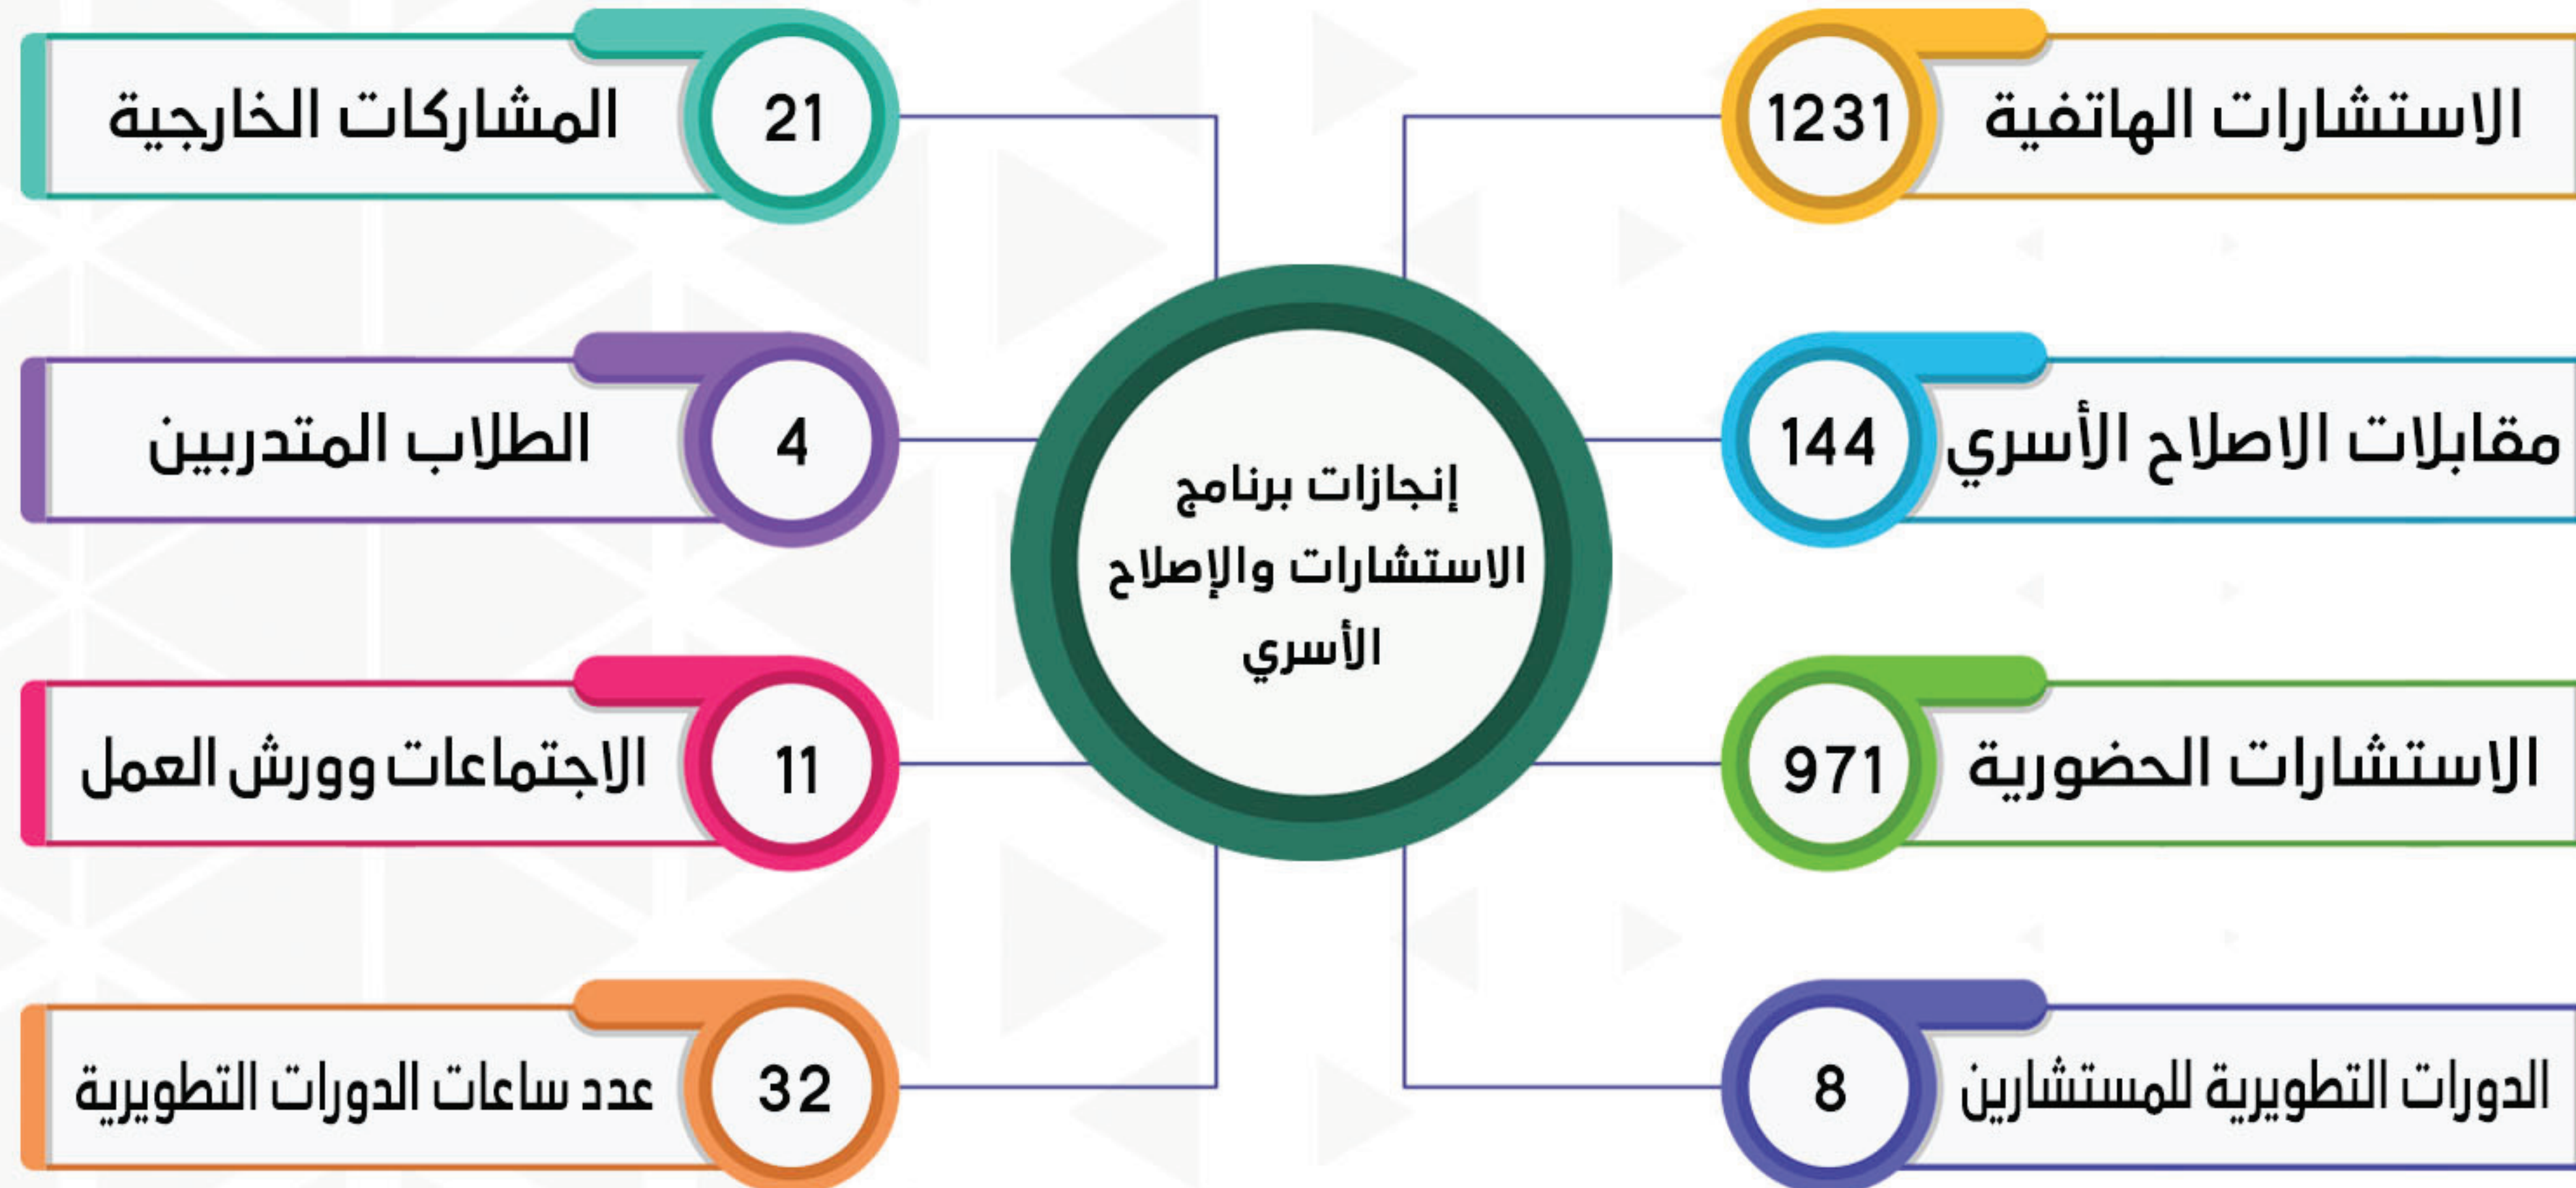 الاستشارات الهاتفية
1231
مقابلات الاصلاح الأسري
144
الاستشارات الحضورية
971
الدورات التطويرية للمستشارين
8
إنجازات برنامج
الاستشارات والإصلاح
الأسري
21
المشاركات الخارجية
4
الطلاب المتدربين
11
الاجتماعات وورش العمل
32
عدد ساعات الدورات التطويرية